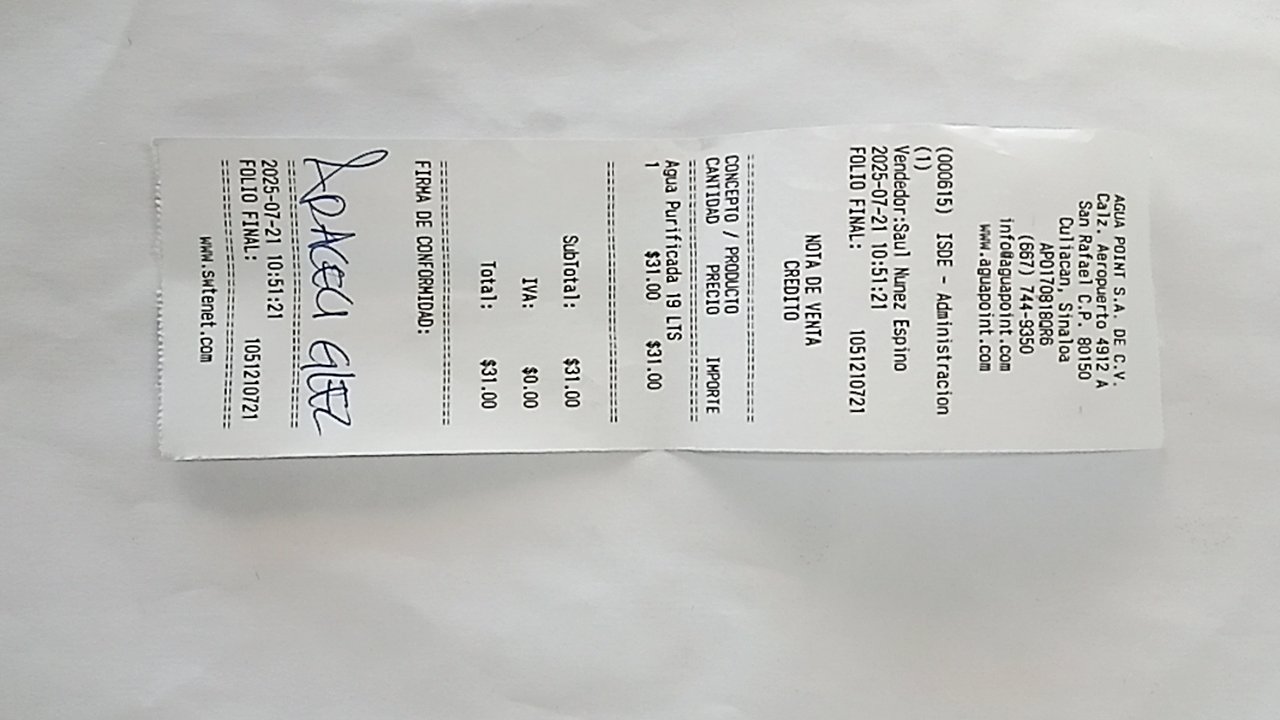 AGUA POINT S.A. DE C.V.
Calz. Aeropuerto 4912 A
San Rafael C.P. 80150
Culiacan, Sinaloa
APO170818QR6
(667) 744-9350
info@aguapoint.com
www.aguapoint.com
(000615) ISDE - Administracion
(1)
Vendedor:Saul Nunez Espino
2025-07-21 10:51:21
FOLIO FINAL: 1051210721
NOTA DE VENTA
CREDITO
CONCEPTO / PRODUCTO
CANTIDAD PRECIO IMPORTE
Agua Purificada 19 LTS
1 $31.00 $31.00
SubTotal: $31.00
IVA: $0.00
Total: $31.00
FIRMA DE CONFORMIDAD:
2025-07-21 10:51:21
FOLIO FINAL: 1051210721
www.swtenet.com